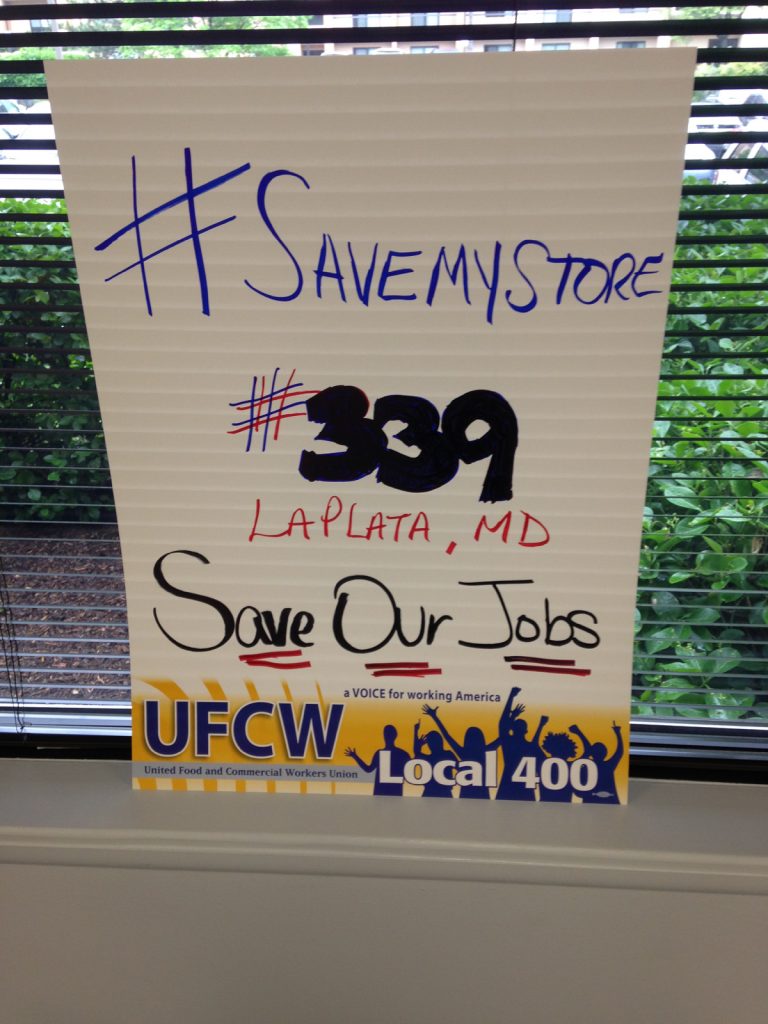 #SAVEMYSTORE
#339
LAPLATA, MD
Save Our Jobs
a VOICE for working America
UFCW
United Food and Commercial Workers Union
Local 400